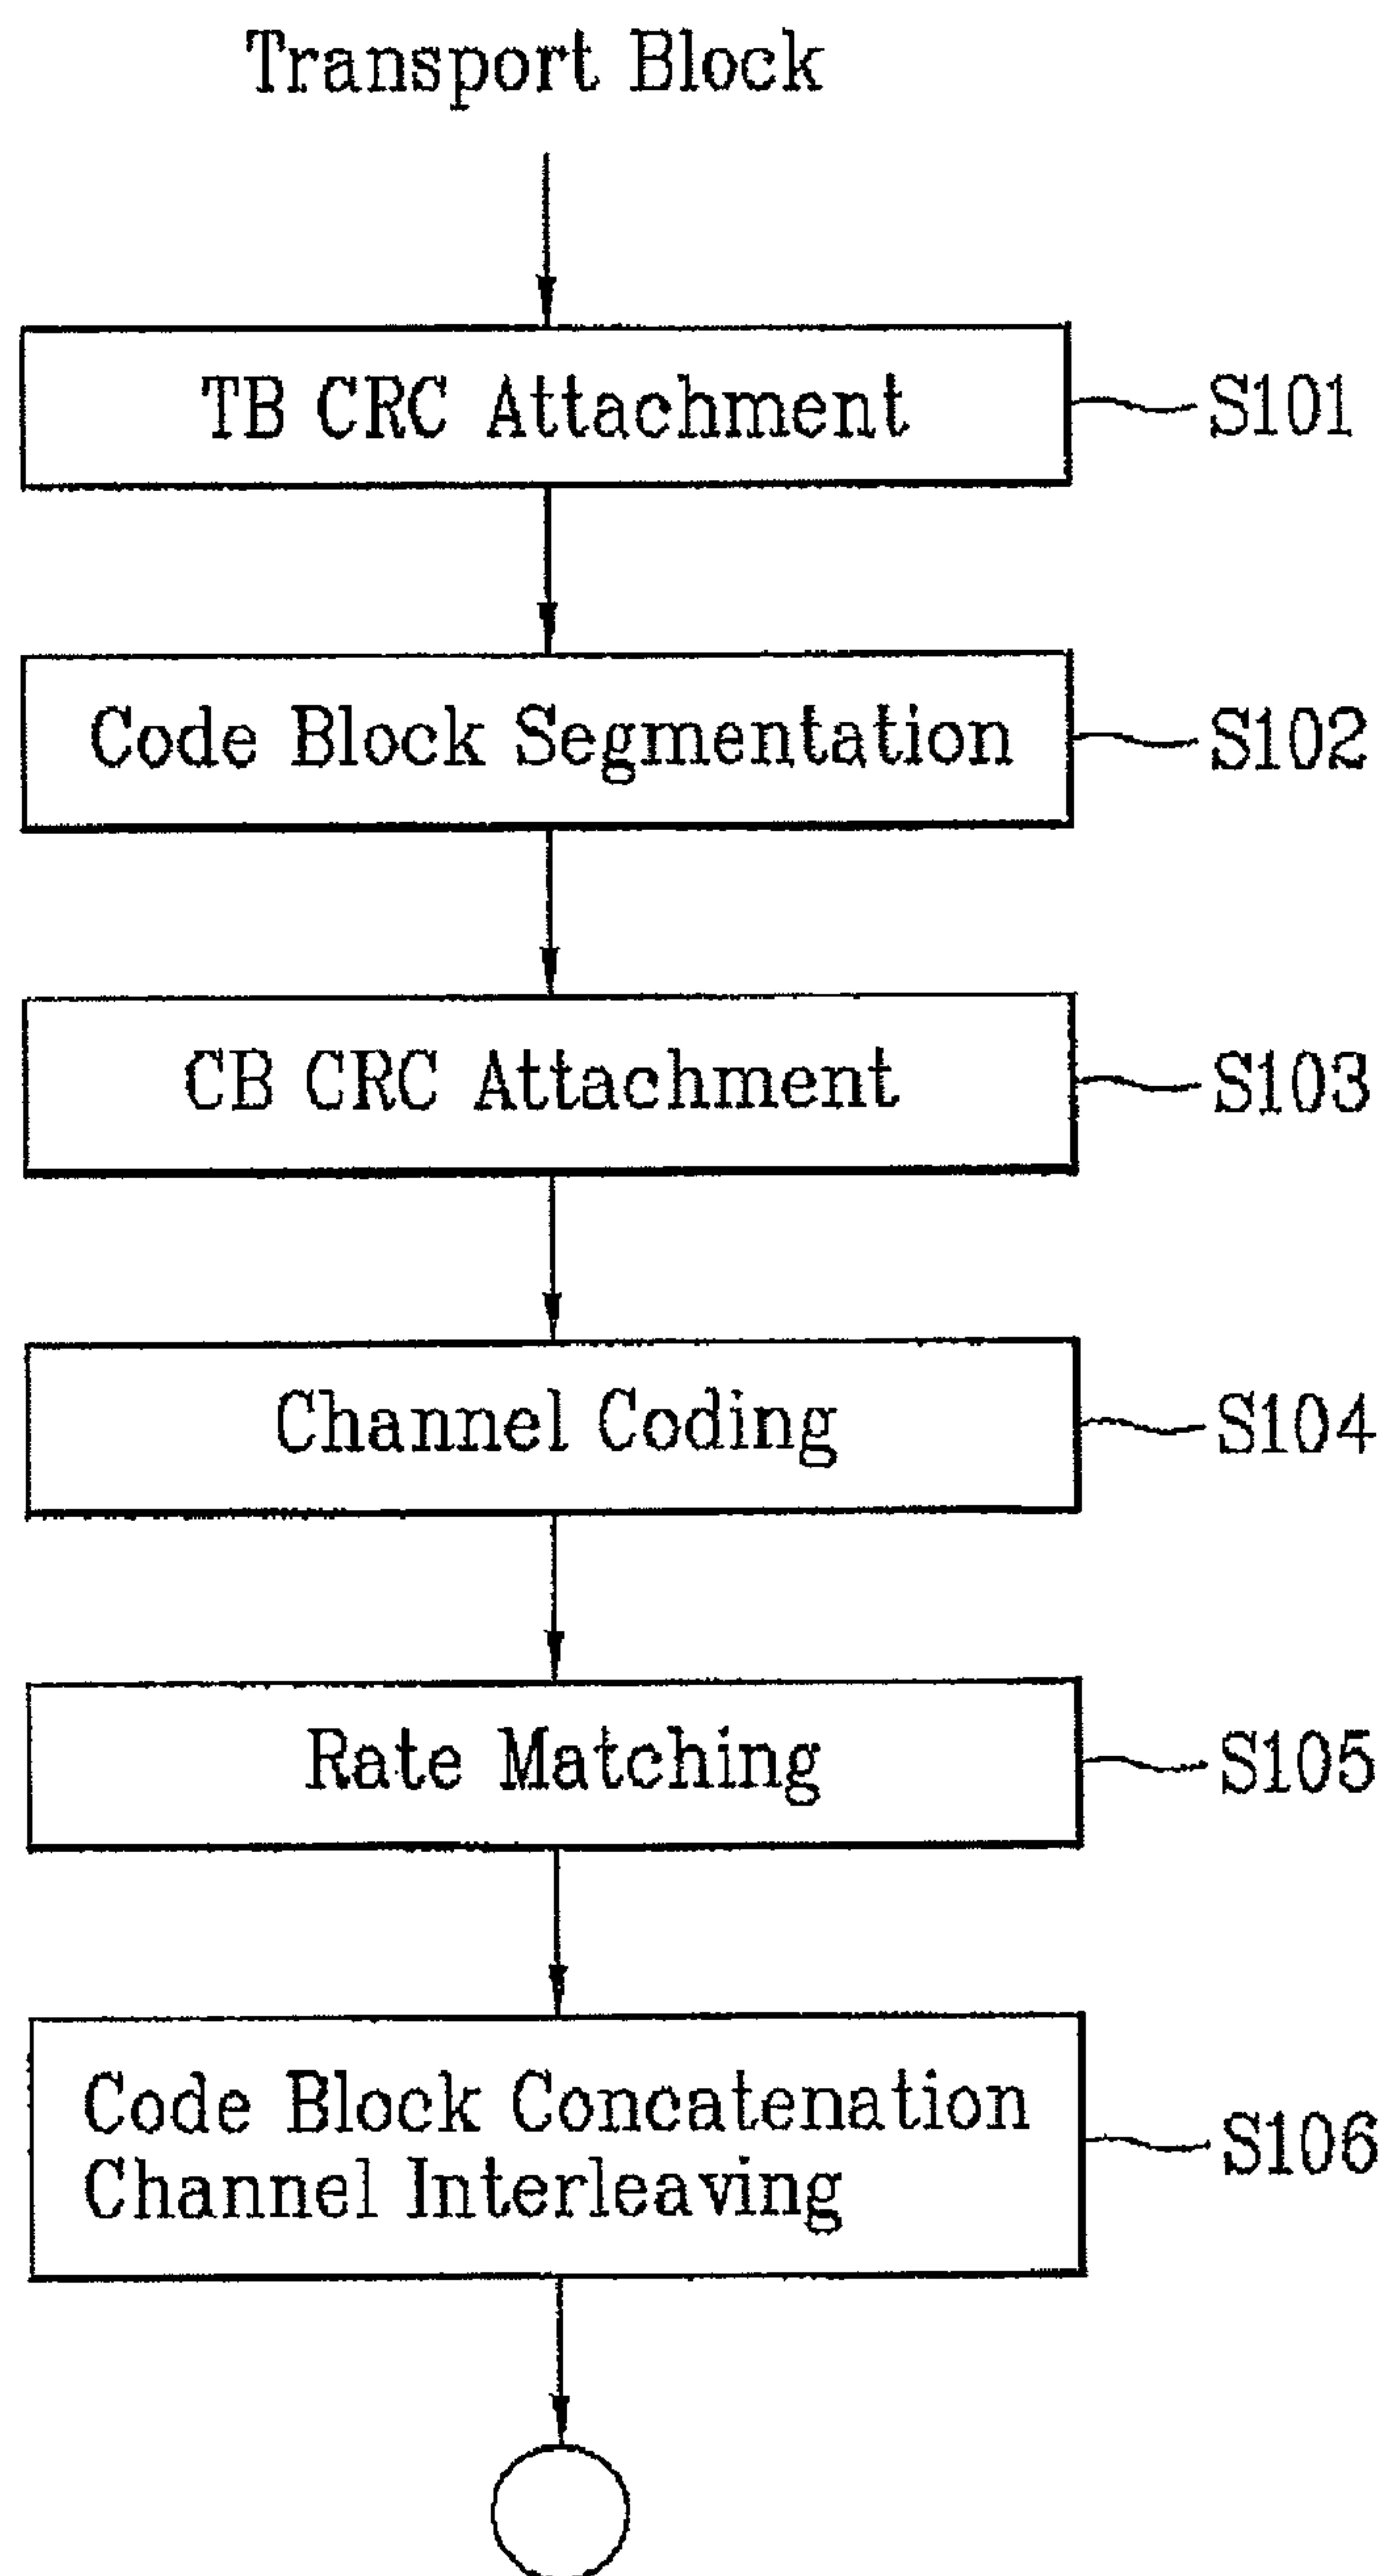 Transport Block
TB CRC Attachment
S101
Code Block Segmentation
S102
CB CRC Attachment
S103
Channel Coding
S104
Rate Matching
S105
Code Block Concatenation
Channel Interleaving
S106